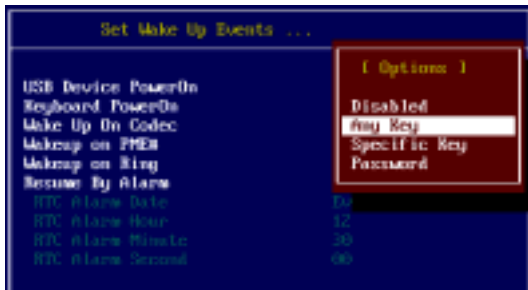 Set Wake Up Events ...
[ Options ]
USB Device PowerOn
Keyboard PowerOn
Wake Up On Codec
Wakeup on PME#
Wakeup on Ring
Resume By Alarm
RTC Alarm Date
RTC Alarm Hour
RTC Alarm Minute
RTC Alarm Second
12
30
00
Disabled
Any Key
Specific Key
Password